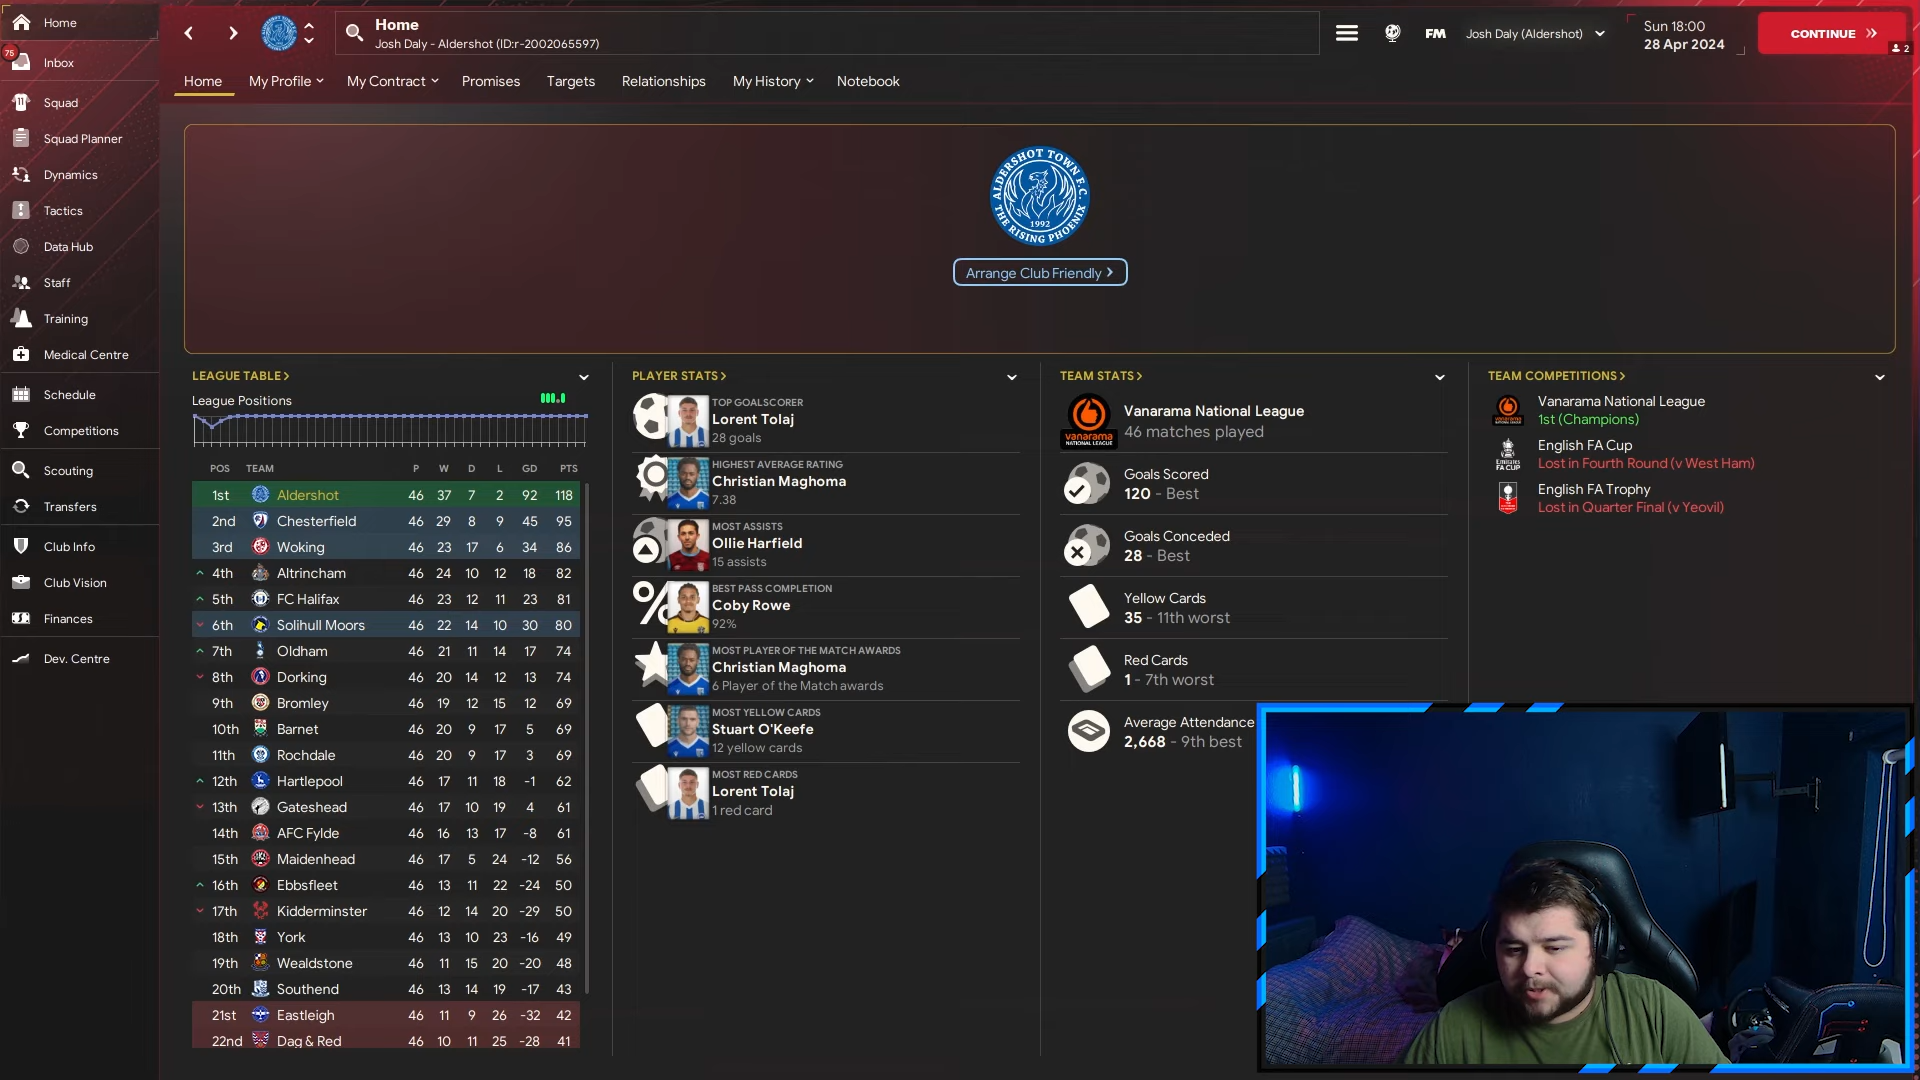 Home
Inbox
75
Squad
Squad Planner
Dynamics
Tactics
Data Hub
Staff
Training
Medical Centre
Schedule
Competitions
Scouting
Transfers
Club Info
Club Vision
Finances
Dev. Centre
Home
Josh Daly - Aldershot (ID:r-2002065597)
FM
Josh Daly (Aldershot)
Sun 18:00
28 Apr 2024
CONTINUE
2
Home My Profile My Contract Promises Targets Relationships My History Notebook
ALDERSHOT TOWN F.C.
1992
THE RISING PHOENIX
Arrange Club Friendly >
LEAGUE TABLE >
League Positions
POS TEAM P W D L GD PTS
1st Aldershot 46 37 7 2 92 118
2nd Chesterfield 46 29 8 9 45 95
3rd Woking 46 23 17 6 34 86
4th Altrincham 46 24 10 12 18 82
5th FC Halifax 46 23 12 11 23 81
6th Solihull Moors 46 22 14 10 30 80
7th Oldham 46 21 11 14 17 74
8th Dorking 46 20 14 12 13 74
9th Bromley 46 19 12 15 12 69
10th Barnet 46 20 9 17 5 69
11th Rochdale 46 20 9 17 3 69
12th Hartlepool 46 17 11 18 -1 62
13th Gateshead 46 17 10 19 4 61
14th AFC Fylde 46 16 13 17 -8 61
15th Maidenhead 46 17 5 24 -12 56
16th Ebbsfleet 46 13 11 22 -24 50
17th Kidderminster 46 12 14 20 -29 50
18th York 46 13 10 23 -16 49
19th Wealdstone 46 11 15 20 -20 48
20th Southend 46 13 14 19 -17 43
21st Eastleigh 46 11 9 26 -32 42
22nd Dag & Red 46 10 11 25 -28 41
PLAYER STATS >
TOP GOALSCORER
Lorent Tolaj
28 goals
HIGHEST AVERAGE RATING
Christian Maghoma
7.38
MOST ASSISTS
Ollie Harfield
15 assists
BEST PASS COMPLETION
Coby Rowe
92%
MOST PLAYER OF THE MATCH AWARDS
Christian Maghoma
6 Player of the Match awards
MOST YELLOW CARDS
Stuart O'Keefe
12 yellow cards
MOST RED CARDS
Lorent Tolaj
1 red card
TEAM STATS >
vanarama
NATIONAL LEAGUE
Vanarama National League
46 matches played
Goals Scored
120 - Best
Goals Conceded
28 - Best
Yellow Cards
35 - 11th worst
Red Cards
1 - 7th worst
Average Attendance
2,668 - 9th best
TEAM COMPETITIONS >
Vanarama National League
1st (Champions)
English FA Cup
Lost in Fourth Round (v West Ham)
English FA Trophy
Lost in Quarter Final (v Yeovil)